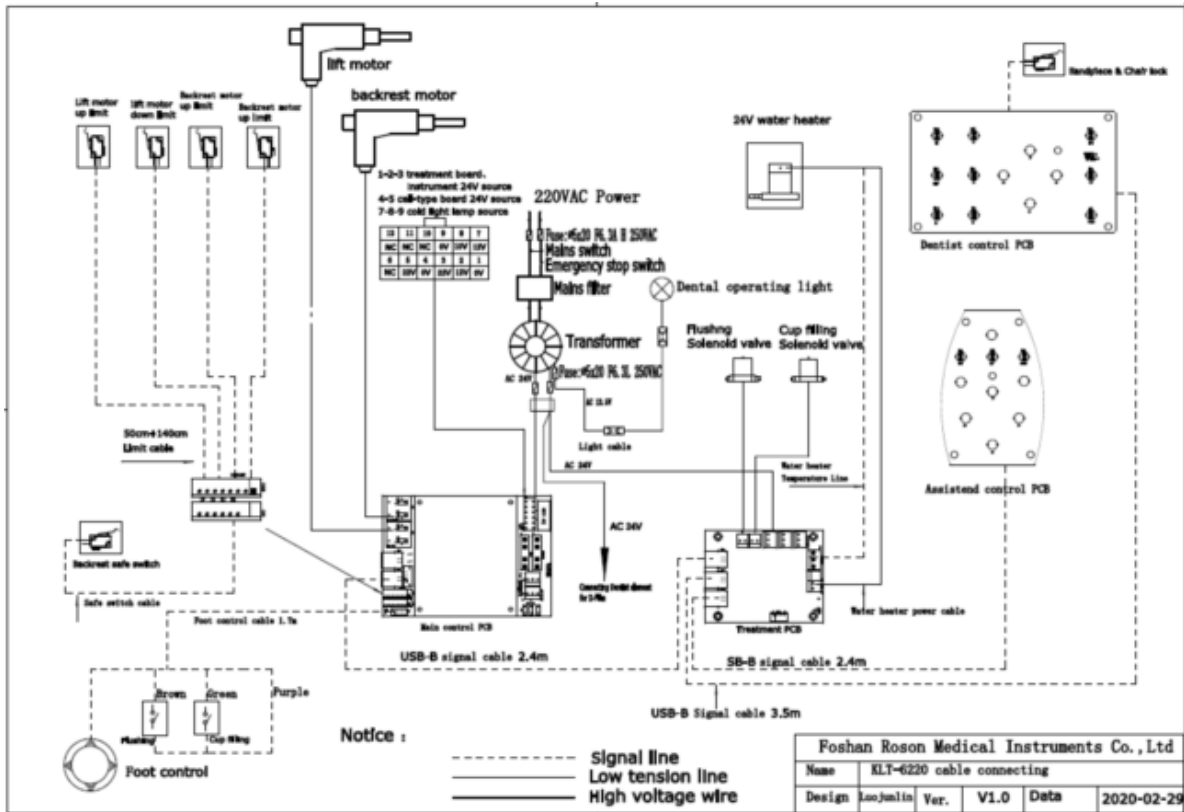 lift motor
Lift motor
up limit
lift motor
down limit
Backrest motor
up limit
Backrest motor
up limit
backrest motor
Handpiece & Chair lock
24V water heater
1-2-3 treatment board.
instrument 24V source
4-5 call-type board 24V source
7-8-9 cold light lamp source
220VAC Power
Mains switch
Emergency stop switch
Mains filter
Dental operating light
Transformer
AC 24V
Light cable
AC 24V
Flushng
Solenoid valve
Cup filling
Solenoid valve
Dentist control PCB
50cm+140cm
Limit cable
Water heater
Temperature Line
Assistend control PCB
AC 24V
Backrest safe switch
Safe switch cable
Foot control cable 1.7m
Main control PCB
Treatment PCB
Water heater power cable
USB-B signal cable 2.4m
SB-B signal cable 2.4m
USB-B Signal cable 3.5m
Brown
Green
Purple
Flushing
Cup filling
Foot control
Notice :
Signal line
Low tension line
High voltage wire
Foshan Roson Medical Instruments Co.,Ltd
Name KLT-6220 cable connecting
Design Luojunlin Ver. V1.0 Data 2020-02-29